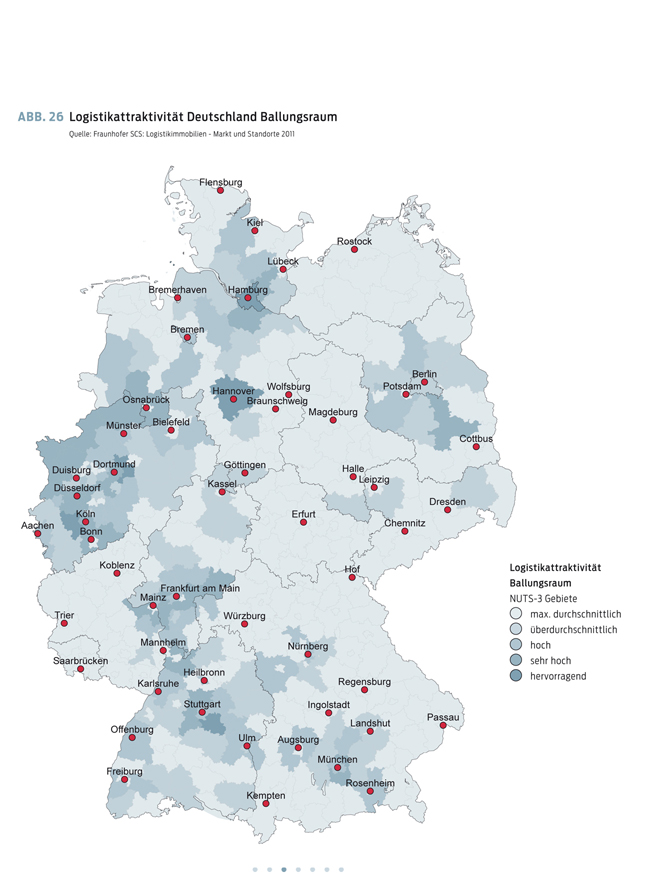 ABB. 26 Logistikattraktivität Deutschland Ballungsraum
Quelle: Fraunhofer SCS: Logistikimmobilien - Markt und Standorte 2011
Flensburg
Kiel
Rostock
Lübeck
Bremerhaven
Hamburg
Bremen
Berlin
Potsdam
Hannover
Wolfsburg
Braunschweig
Osnabrück
Magdeburg
Münster
Bielefeld
Cottbus
Göttingen
Dortmund
Duisburg
Halle
Leipzig
Kassel
Düsseldorf
Dresden
Köln
Erfurt
Aachen
Chemnitz
Bonn
Koblenz
Hof
Frankfurt am Main
Mainz
Trier
Würzburg
Mannheim
Nürnberg
Saarbrücken
Heilbronn
Karlsruhe
Regensburg
Stuttgart
Ingolstadt
Landshut
Passau
Offenburg
Ulm
Augsburg
München
Freiburg
Rosenheim
Kempten
Logistikattraktivität
Ballungsraum
NUTS-3 Gebiete
max. durchschnittlich
überdurchschnittlich
hoch
sehr hoch
hervorragend